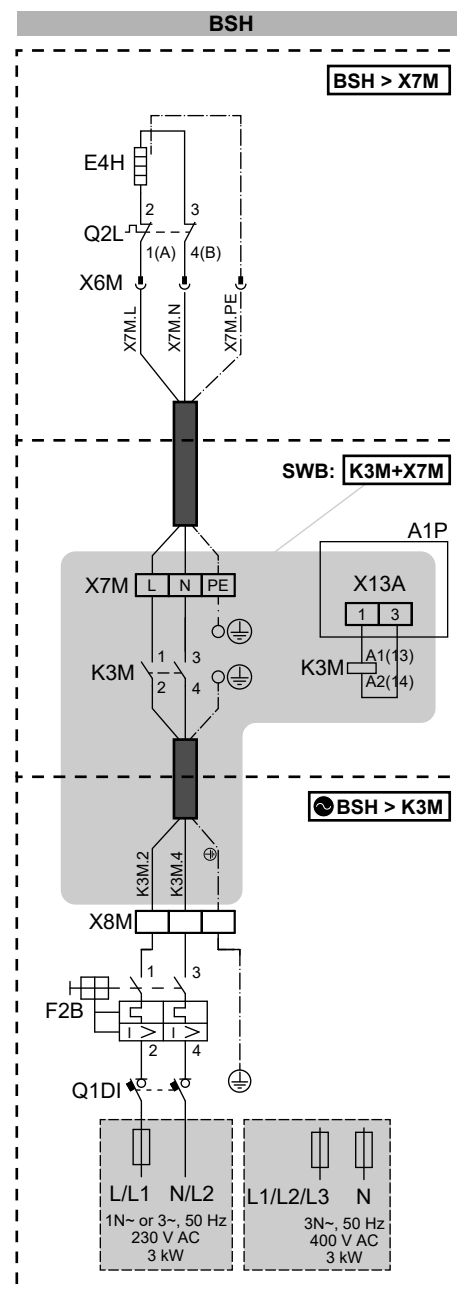 BSH
BSH > X7M
E4H
2 3
Q2L
1(A) 4(B)
X6M
X7M.L X7M.N X7M.PE
SWB: K3M+X7M
A1P
X7M L N PE
X13A
1 3
K3M 1 3
2 4
K3M A1(13)
A2(14)
BSH > K3M
K3M.2 K3M.4
X8M
1 3
F2B
I > I >
2 4
Q1DI
L/L1 N/L2
1N~ or 3~, 50 Hz
230 V AC
3 kW
L1/L2/L3 N
3N~, 50 Hz
400 V AC
3 kW